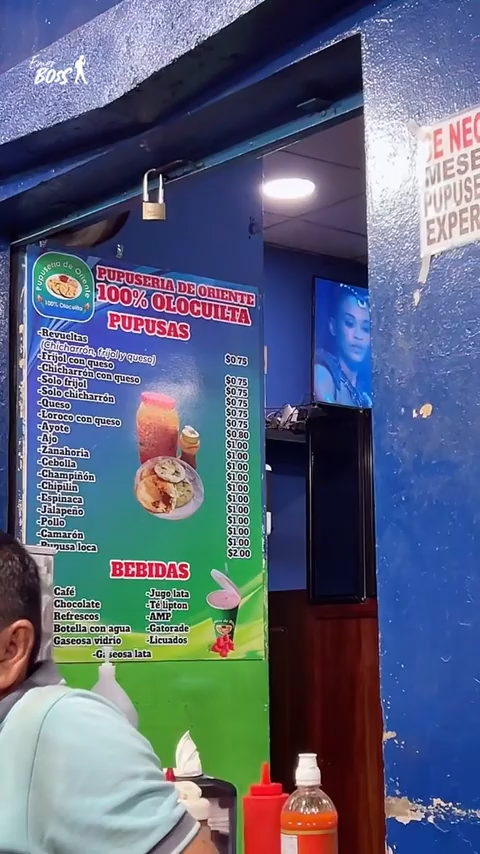 BOSS
Pupuseria de Oriente
100% Olocuilta
PUPUSERIA DE ORIENTE
100% OLOCUILTA
PUPUSAS
-Revueltas
(Chicharrón, frijol y queso) $0.75
-Frijol con queso $0.75
-Chicharrón con queso $0.75
-Solo frijol $0.75
-Solo chicharrón $0.75
-Queso $0.75
-Loroco con queso $0.80
-Ayote $1.00
-Ajo $1.00
-Zanahoria $1.00
-Cebolla $1.00
-Champiñón $1.00
-Chipilín $1.00
-Espinaca $1.00
-Jalapeño $1.00
-Pollo $1.00
-Camarón $1.00
-Pupusa loca $2.00
BEBIDAS
Café -Jugo lata
Chocolate -Té lipton
Refrescos -AMP
Botella con agua -Gatorade
Gaseosa vidrio -Licuados
-Gaseosa lata
SE NEC
MESE
PUPUSE
EXPER